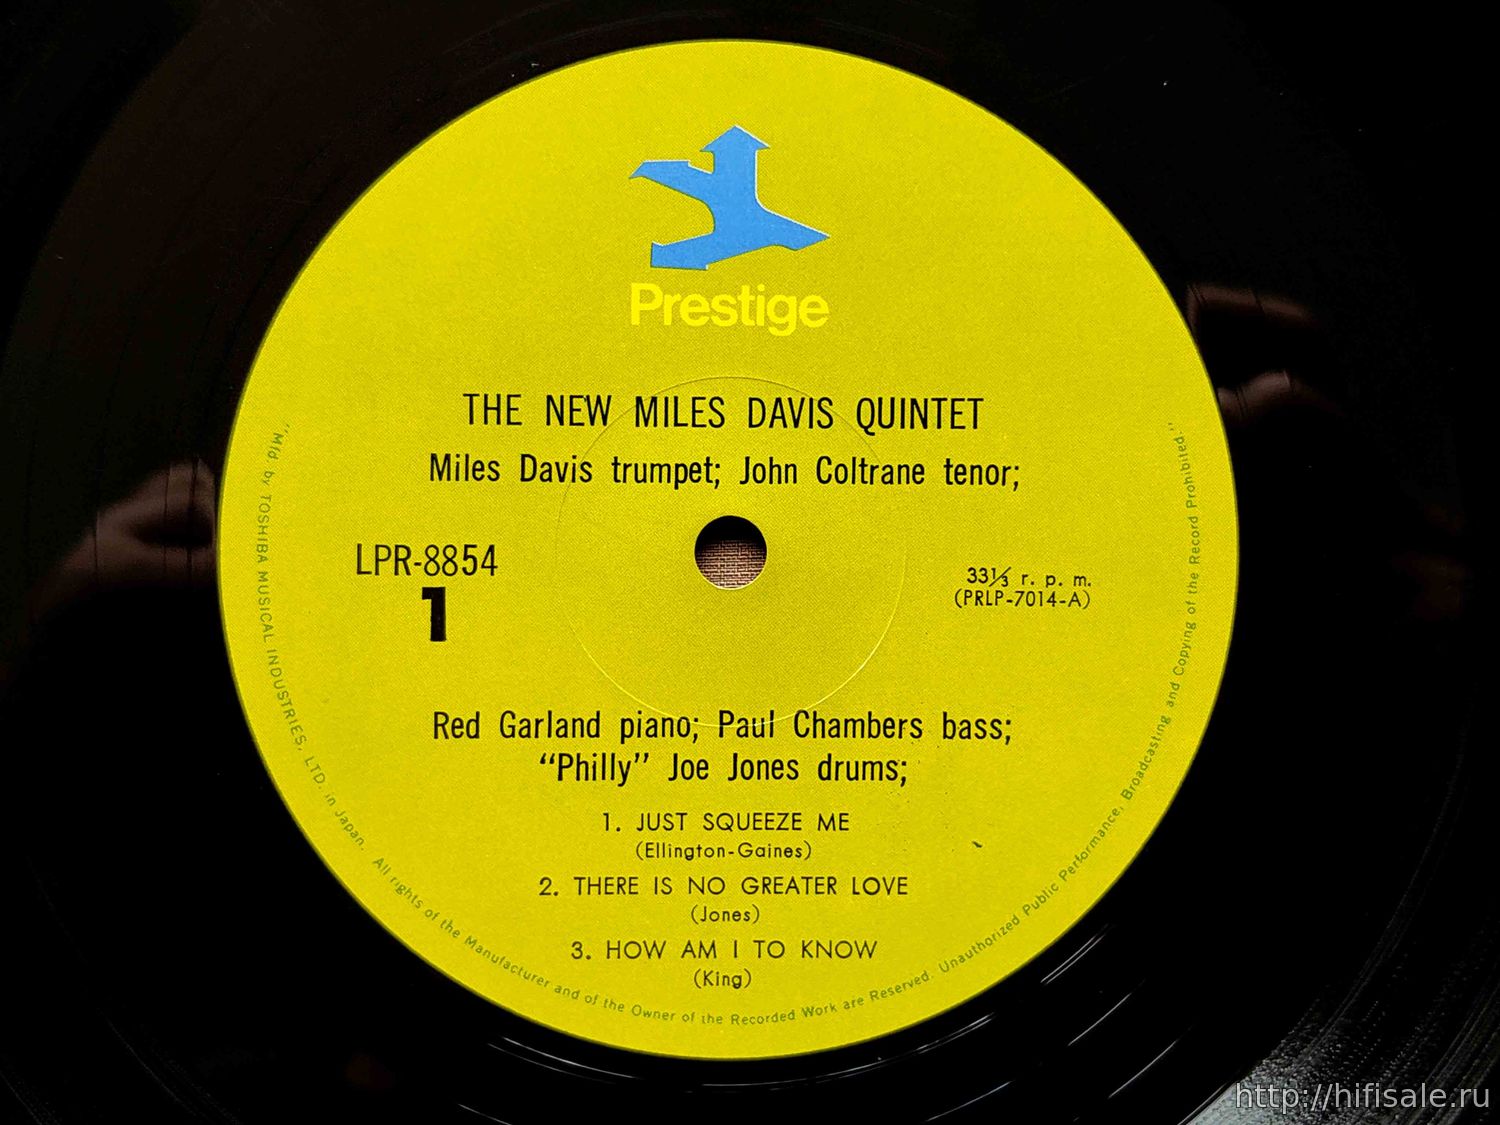 Prestige
THE NEW MILES DAVIS QUINTET
Miles Davis trumpet; John Coltrane tenor;
LPR-8854
1
33⅓ r. p. m.
(PRLP-7014-A)
Red Garland piano; Paul Chambers bass;
“Philly” Joe Jones drums;
1. JUST SQUEEZE ME
(Ellington-Gaines)
2. THERE IS NO GREATER LOVE
(Jones)
3. HOW AM I TO KNOW
(King)
"Mfd. by TOSHIBA MUSICAL INDUSTRIES, LTD. in Japan. All rights of the Manufacturer and of the Owner of the Recorded Work are Reserved. Unauthorized Public Performance, Broadcasting and Copying of the Record Prohibited."
http://hifisale.ru